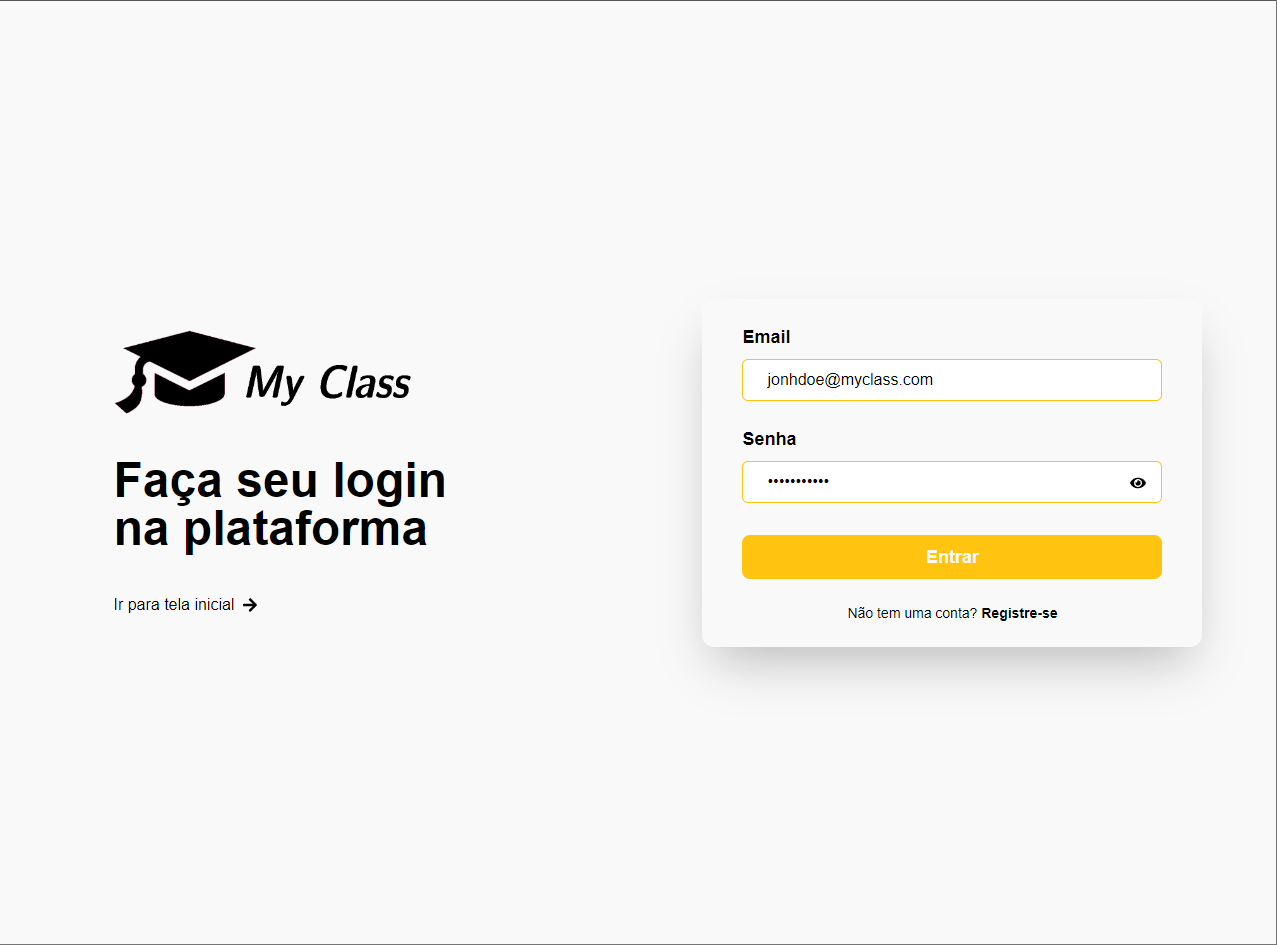 My Class
Faça seu login
na plataforma
Ir para tela inicial
Email
jonhdoe@myclass.com
Senha
•••••••••••
Entrar
Não tem uma conta? Registre-se